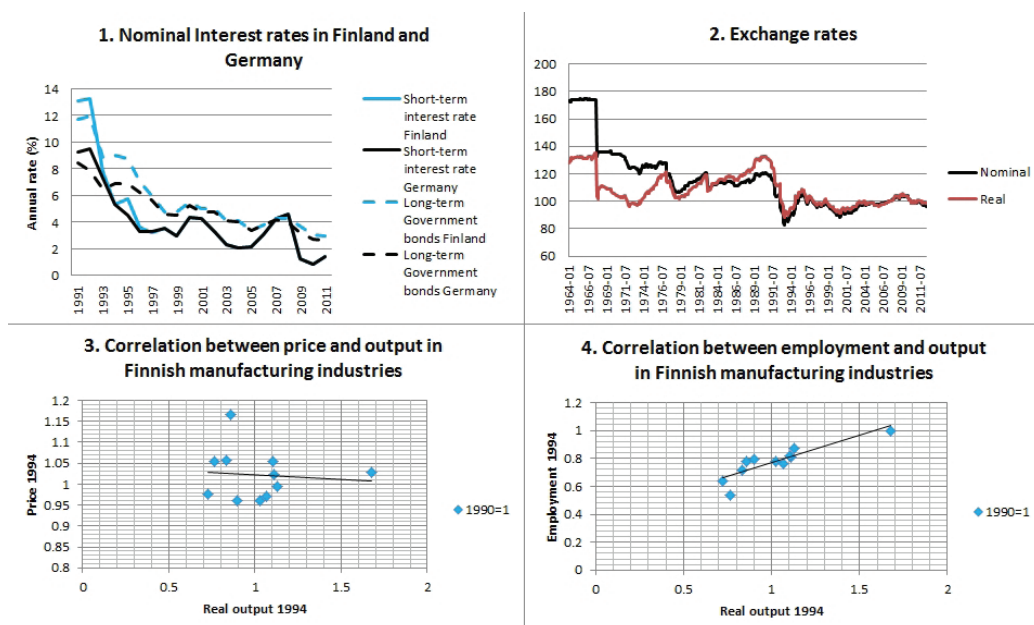 1. Nominal Interest rates in Finland and
Germany
14
12
10
8
6
4
2
0
Annual rate (%)
1991
1993
1995
1997
1999
2001
2003
2005
2007
2009
2011
Short-term
interest rate
Finland
Short-term
interest rate
Germany
Long-term
Government
bonds Finland
Long-term
Government
bonds Germany
2. Exchange rates
200
180
160
140
120
100
80
60
1964-01
1966-07
1969-01
1971-07
1974-01
1976-07
1979-01
1981-07
1984-01
1986-07
1989-01
1991-07
1994-01
1996-07
1999-01
2001-07
2004-01
2006-07
2009-01
2011-07
Nominal
Real
3. Correlation between price and output in
Finnish manufacturing industries
1.2
1.15
1.1
1.05
1
0.95
0.9
0.85
0.8
Price 1994
0
0.5
1
1.5
2
Real output 1994
1990=1
4. Correlation between employment and output
in Finnish manufacturing industries
1.2
1
0.8
0.6
0.4
0.2
0
Employment 1994
0
0.5
1
1.5
2
Real output 1994
1990=1